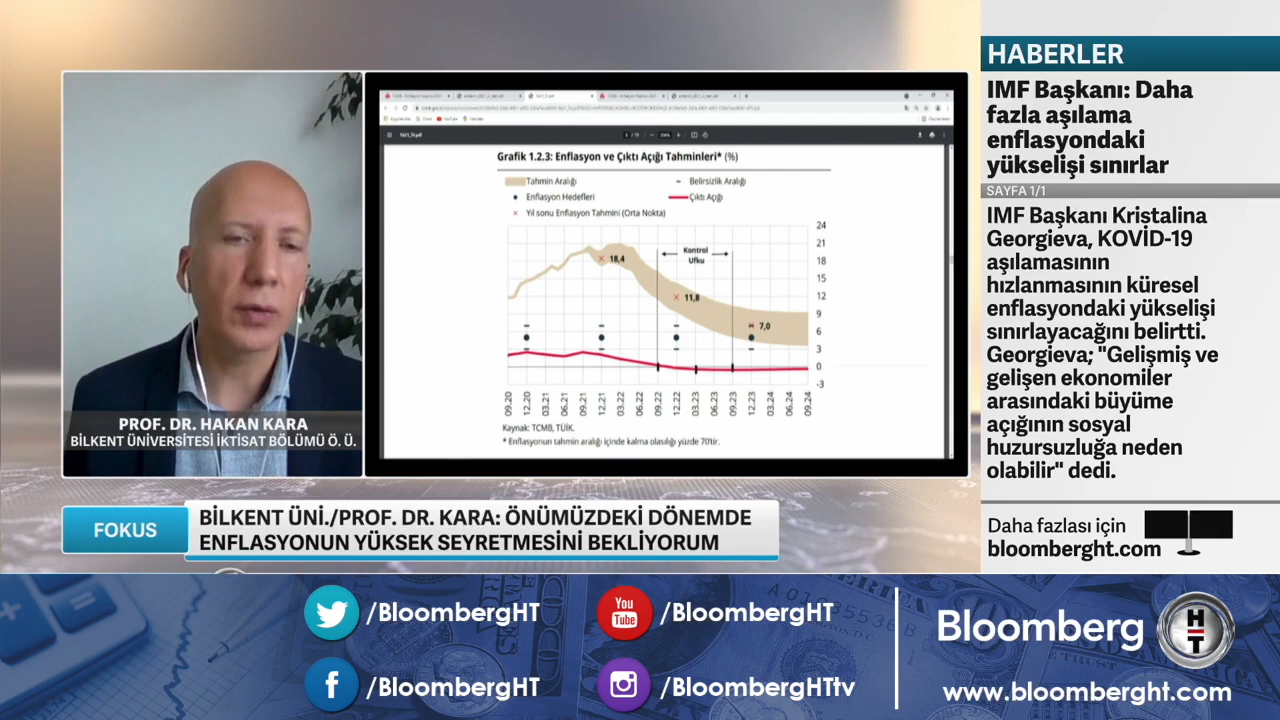 PROF. DR. HAKAN KARA
BİLKENT ÜNİVERSİTESİ İKTİSAT BÖLÜMÜ Ö. Ü.
Grafik 1.2.3: Enflasyon ve Çıktı Açığı Tahminleri* (%)
Tahmin Aralığı
Belirsizlik Aralığı
Enflasyon Hedefleri
Çıktı Açığı
Yıl sonu Enflasyon Tahmini (Orta Nokta)
24
21
18
15
12
9
6
3
0
-3
Kontrol
Ufku
18,4
11,8
7,0
09.20
12.20
03.21
06.21
09.21
12.21
03.22
06.22
09.22
12.22
03.23
06.23
09.23
12.23
03.24
06.24
09.24
Kaynak: TCMB, TÜİK.
* Enflasyonun tahmin aralığı içinde kalma olasılığı yüzde 70'tir.
FOKUS
BİLKENT ÜNİ./PROF. DR. KARA: ÖNÜMÜZDEKİ DÖNEMDE
ENFLASYONUN YÜKSEK SEYRETMESİNİ BEKLİYORUM
HABERLER
IMF Başkanı: Daha
fazla aşılama
enflasyondaki
yükselişi sınırlar
SAYFA 1/1
IMF Başkanı Kristalina
Georgieva, KOVİD-19
aşılamasının
hızlanmasının küresel
enflasyondaki yükselişi
sınırlayacağını belirtti.
Georgieva; "Gelişmiş ve
gelişen ekonomiler
arasındaki büyüme
açığının sosyal
huzursuzluğa neden
olabilir" dedi.
Daha fazlası için
bloomberght.com
/BloombergHT
You
Tube
/BloombergHT
/BloombergHT
/BloombergHTtv
Bloomberg
HT
www.bloomberght.com